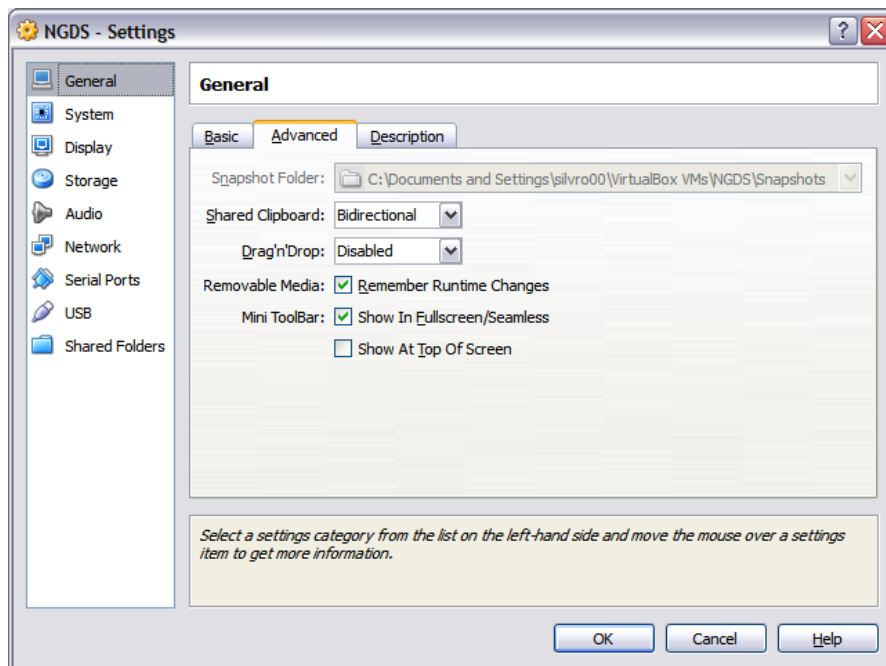 NGDS - Settings
General
System
Display
Storage
Audio
Network
Serial Ports
USB
Shared Folders
General
Basic Advanced Description
Snapshot Folder: C:\Documents and Settings\silvro00\VirtualBox VMs\NGDS\Snapshots
Shared Clipboard: Bidirectional
Drag'n'Drop: Disabled
Removable Media: Remember Runtime Changes
Mini ToolBar: Show In Fullscreen/Seamless
Show At Top Of Screen
Select a settings category from the list on the left-hand side and move the mouse over a settings
item to get more information.
OK Cancel Help